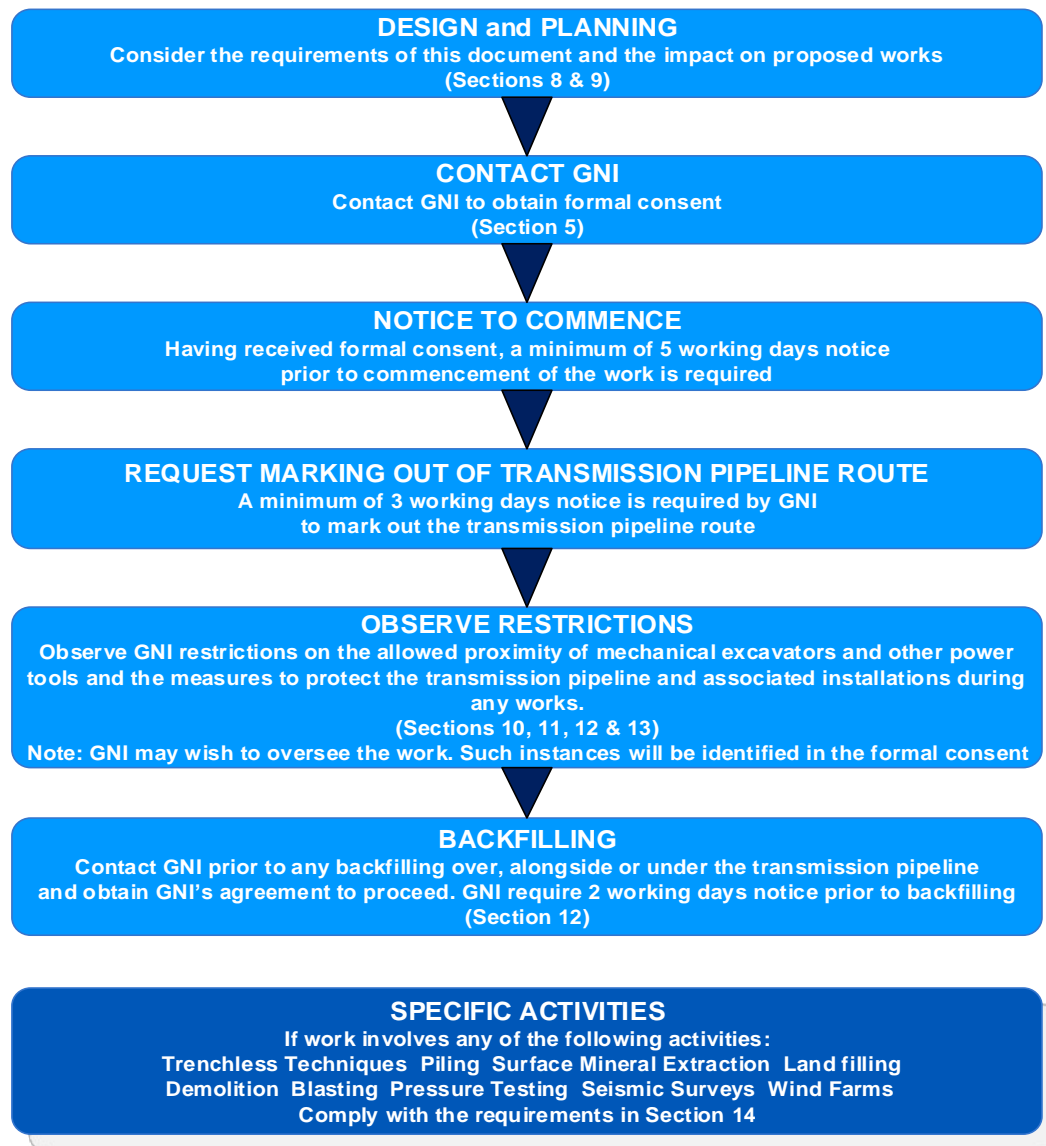 DESIGN and PLANNING
Consider the requirements of this document and the impact on proposed works
(Sections 8 & 9)
CONTACT GNI
Contact GNI to obtain formal consent
(Section 5)
NOTICE TO COMMENCE
Having received formal consent, a minimum of 5 working days notice
prior to commencement of the work is required
REQUEST MARKING OUT OF TRANSMISSION PIPELINE ROUTE
A minimum of 3 working days notice is required by GNI
to mark out the transmission pipeline route
OBSERVE RESTRICTIONS
Observe GNI restrictions on the allowed proximity of mechanical excavators and other power
tools and the measures to protect the transmission pipeline and associated installations during
any works.
(Sections 10, 11, 12 & 13)
Note: GNI may wish to oversee the work. Such instances will be identified in the formal consent
BACKFILLING
Contact GNI prior to any backfilling over, alongside or under the transmission pipeline
and obtain GNI's agreement to proceed. GNI require 2 working days notice prior to backfilling
(Section 12)
SPECIFIC ACTIVITIES
If work involves any of the following activities:
Trenchless Techniques Piling Surface Mineral Extraction Land filling
Demolition Blasting Pressure Testing Seismic Surveys Wind Farms
Comply with the requirements in Section 14